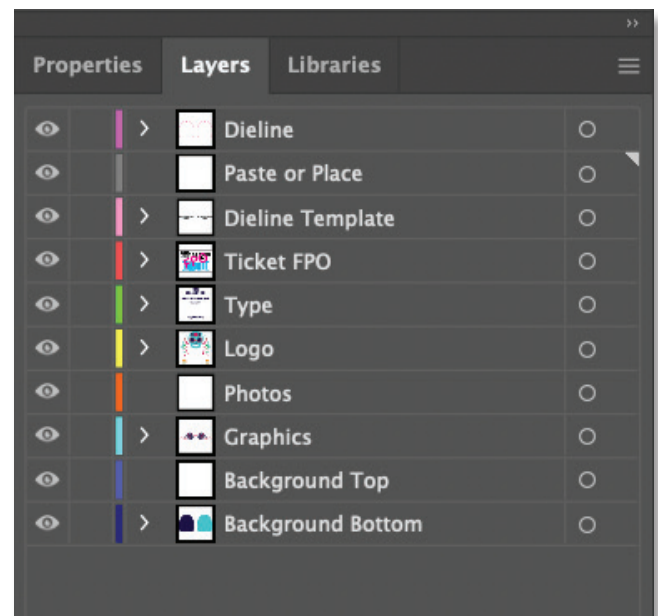 Properties Layers Libraries
Dieline
Paste or Place
Dieline Template
Ticket FPO
Type
Logo
Photos
Graphics
Background Top
Background Bottom